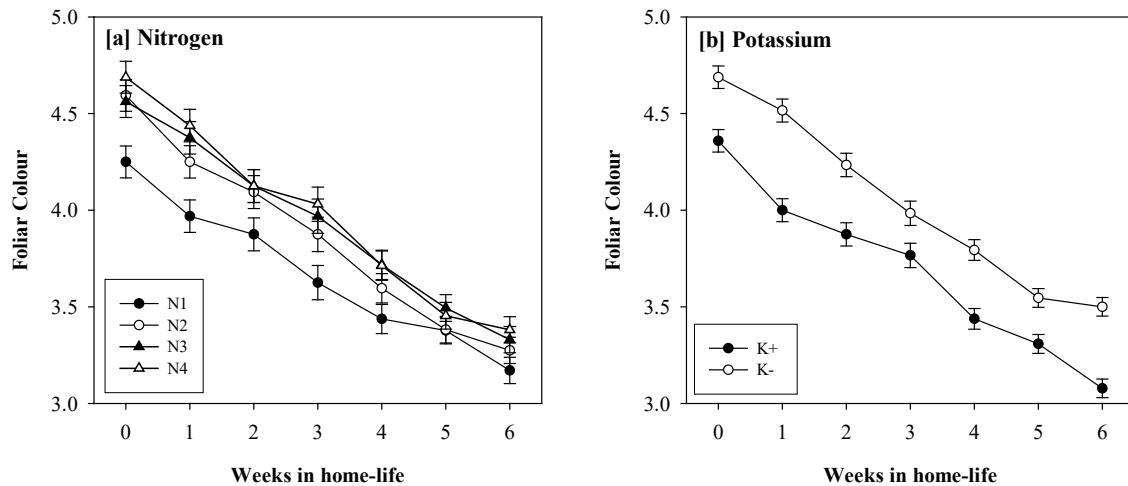 [a] Nitrogen
5.0
4.5
4.0
3.5
3.0
Foliar Colour
N1
N2
N3
N4
0 1 2 3 4 5 6
Weeks in home-life
[b] Potassium
5.0
4.5
4.0
3.5
3.0
Foliar Colour
K+
K-
0 1 2 3 4 5 6
Weeks in home-life